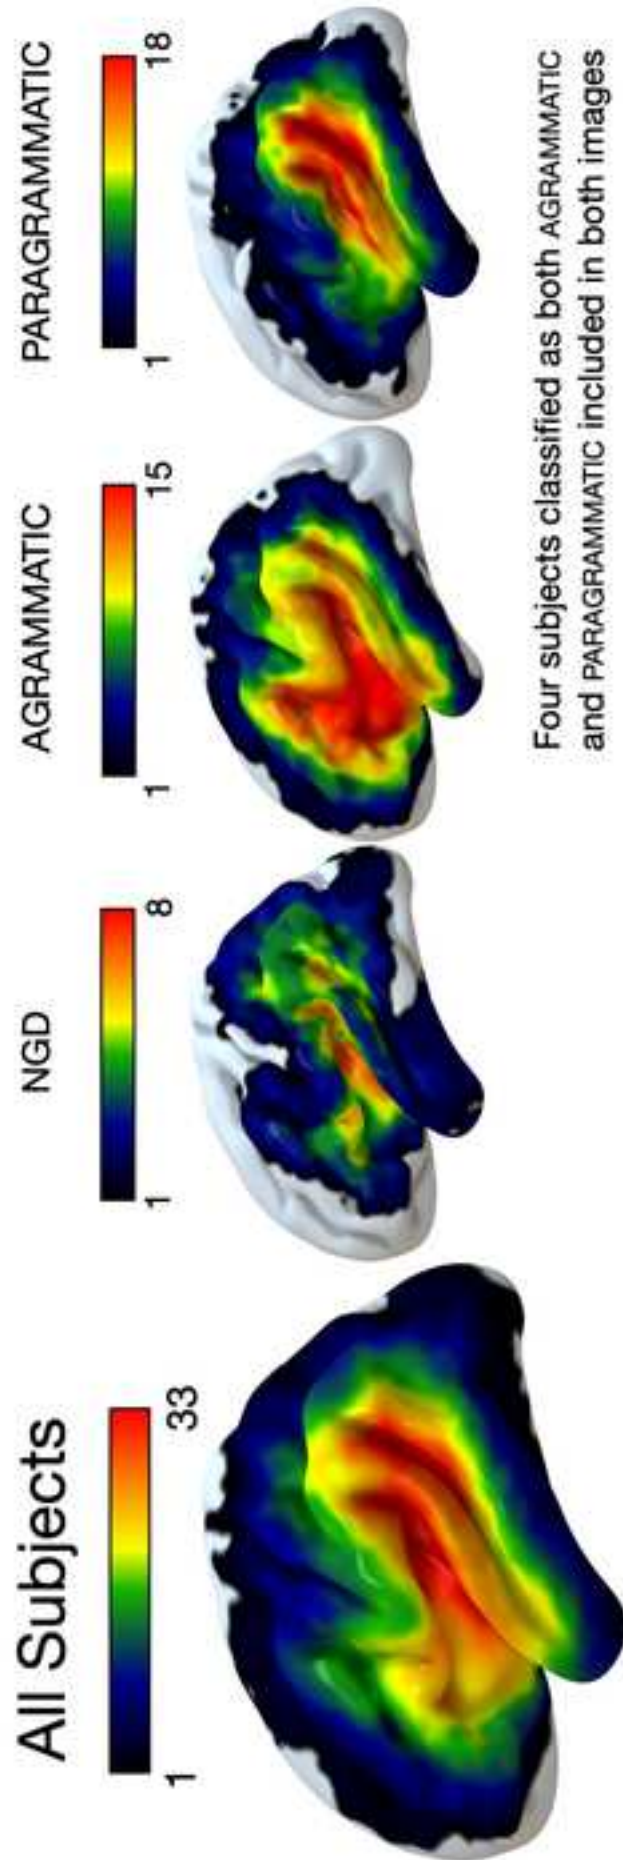 All Subjects
1 33
NGD
1 8
AGRAMMATIC
1 15
PARAGRAMMATIC
1 18
Four subjects classified as both AGRAMMATIC
and PARAGRAMMATIC included in both images